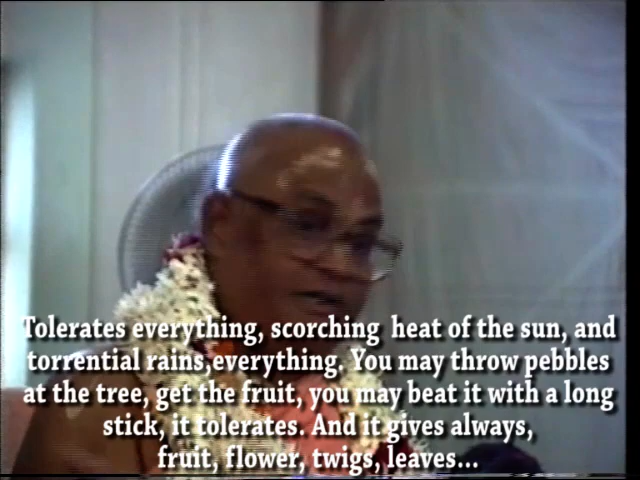 Tolerates everything, scorching heat of the sun, and
torrential rains,everything. You may throw pebbles
at the tree, get the fruit, you may beat it with a long
stick, it tolerates. And it gives always,
fruit, flower, twigs, leaves...